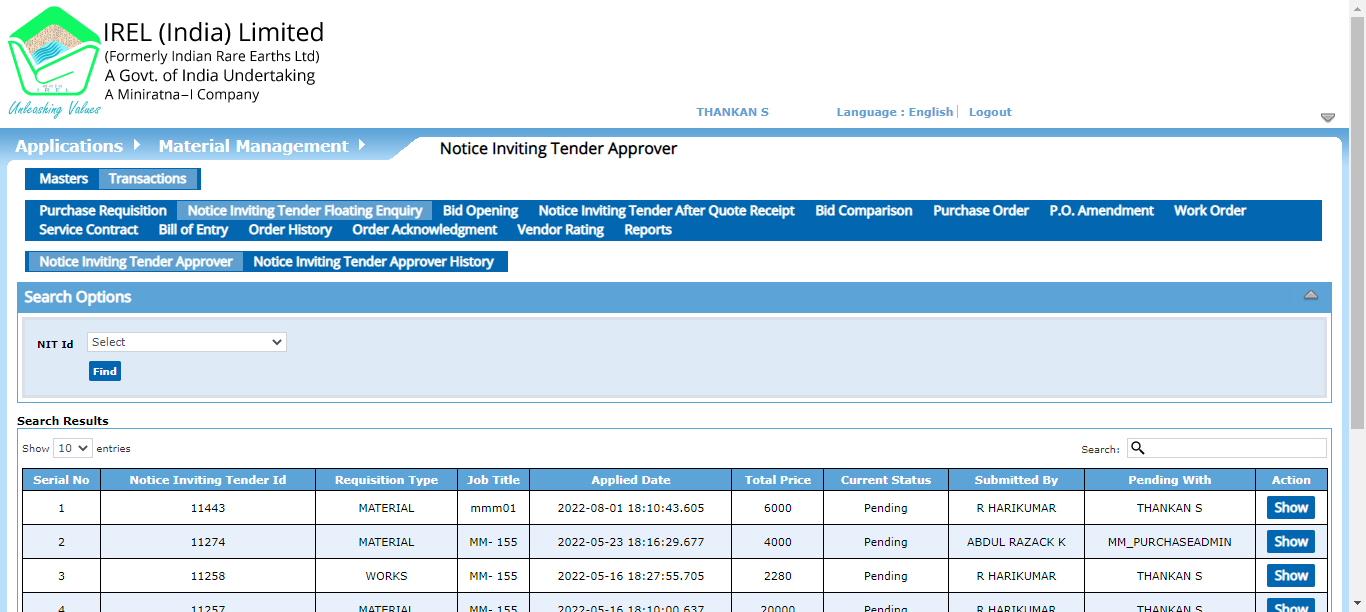 IREL (India) Limited
(Formerly Indian Rare Earths Ltd)
A Govt. of India Undertaking
A Miniratna–I Company
IREL
Unleashing Values
THANKAN S Language : English Logout
Applications Material Management Notice Inviting Tender Approver
Masters Transactions
Purchase Requisition Notice Inviting Tender Floating Enquiry Bid Opening Notice Inviting Tender After Quote Receipt Bid Comparison Purchase Order P.O. Amendment Work Order
Service Contract Bill of Entry Order History Order Acknowledgment Vendor Rating Reports
Notice Inviting Tender Approver Notice Inviting Tender Approver History
Search Options
NIT Id Select
Find
Search Results
Show 10 entries Search:
Serial No Notice Inviting Tender Id Requisition Type Job Title Applied Date Total Price Current Status Submitted By Pending With Action
1 11443 MATERIAL mmm01 2022-08-01 18:10:43.605 6000 Pending R HARIKUMAR THANKAN S Show
2 11274 MATERIAL MM- 155 2022-05-23 18:16:29.677 4000 Pending ABDUL RAZACK K MM_PURCHASEADMIN Show
3 11258 WORKS MM- 155 2022-05-16 18:27:55.705 2280 Pending R HARIKUMAR THANKAN S Show
4 11257 MATERIAL MM- 155 2022-05-16 18:10:00.637 20000 Pending R HARIKUMAR THANKAN S Show